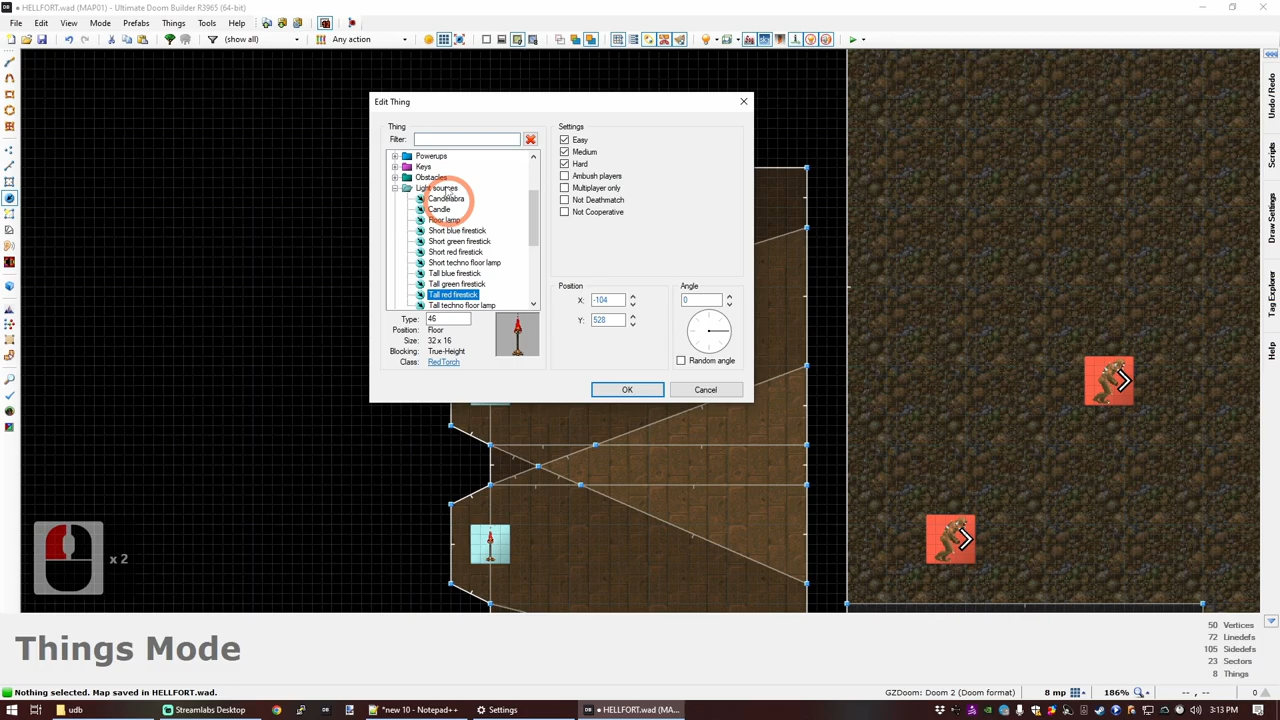 HELLFORT.wad (MAP01) - Ultimate Doom Builder R3965 (64-bit)
File Edit View Mode Prefabs Things Tools Help
(show all) Any action
Edit Thing
Thing
Filter:
Powerups
Keys
Obstacles
Light sources
Candelabra
Candle
Floor lamp
Short blue firestick
Short green firestick
Short red firestick
Short techno floor lamp
Tall blue firestick
Tall green firestick
Tall red firestick
Tall techno floor lamp
Type: 46
Position: Floor
Size: 32 x 16
Blocking: True-Height
Class: RedTorch
Settings
Easy
Medium
Hard
Ambush players
Multiplayer only
Not Deathmatch
Not Cooperative
Position
X: -104
Y: 528
Angle
0
Random angle
OK Cancel
Undo / Redo
Scripts
Draw Settings
Tag Explorer
Help
x 2
Things Mode
50 Vertices
72 Linedefs
105 Sidedefs
23 Sectors
8 Things
Nothing selected. Map saved in HELLFORT.wad. GZDoom: Doom 2 (Doom format) 8 mp 186% -- , -- 0
udb Streamlabs Desktop *new 10 - Notepad++ Settings HELLFORT.wad (MA... 3:13 PM